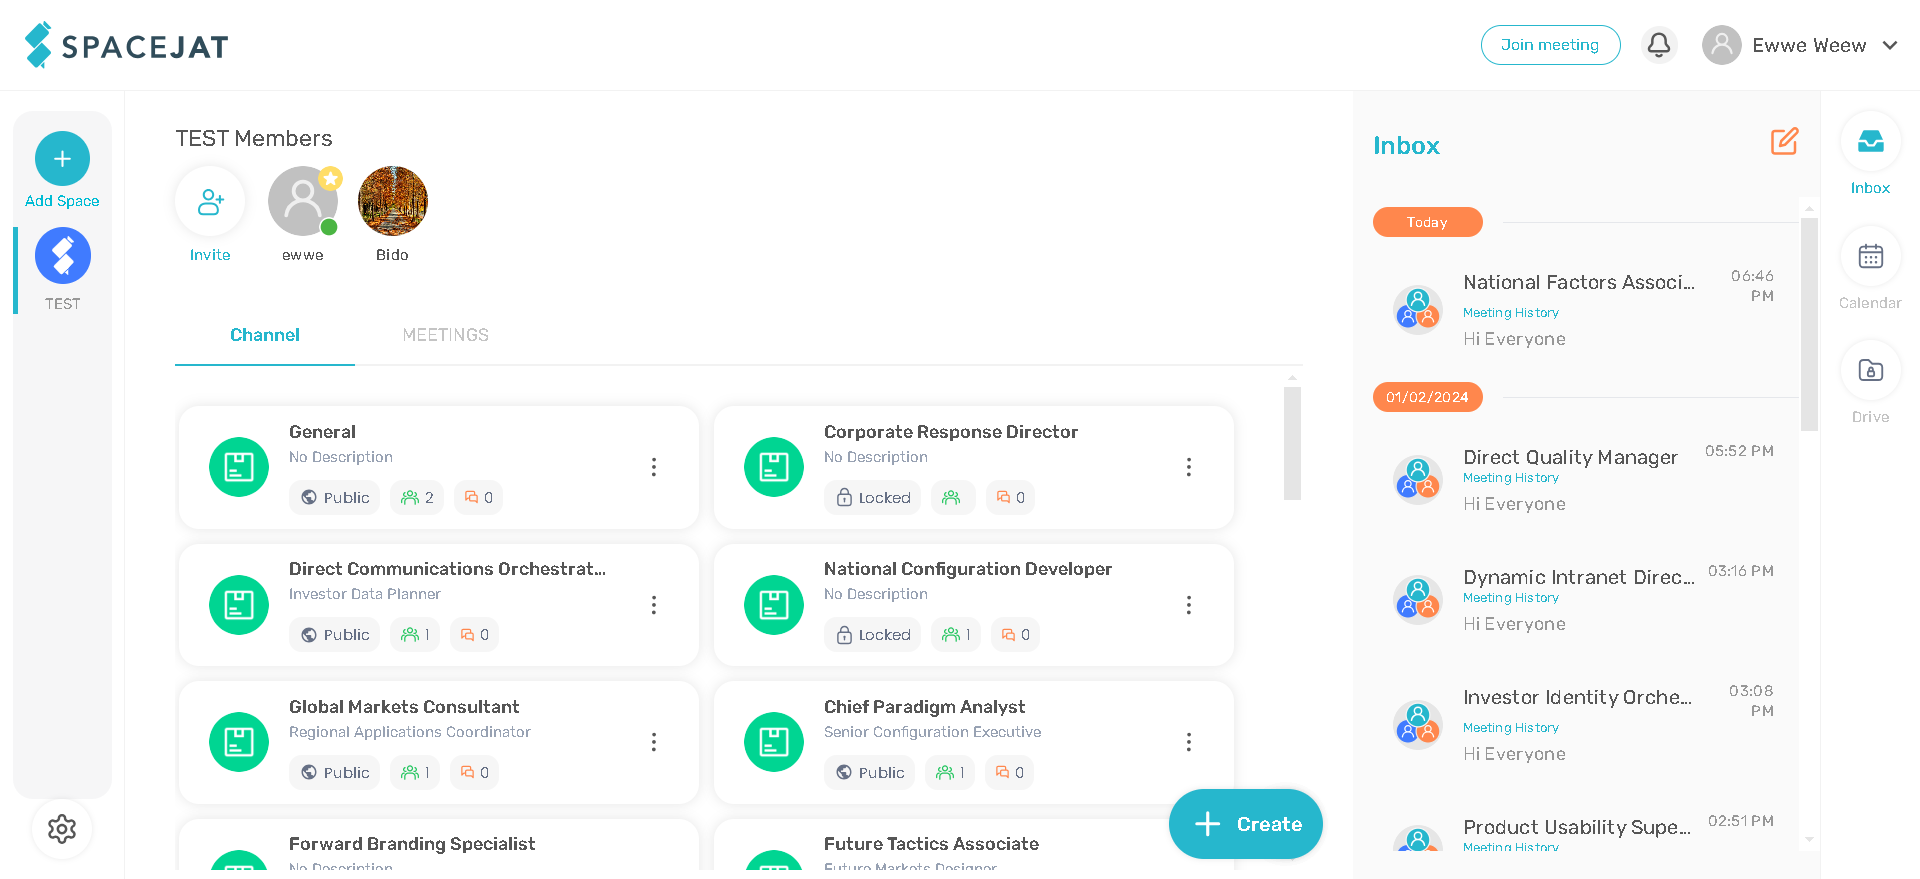 SPACEJAT
Join meeting
Ewwe Weew
Add Space
TEST
TEST Members
Invite
ewwe
Bido
Channel
MEETINGS
General
No Description
Public
2
0
Corporate Response Director
No Description
Locked
0
Direct Communications Orchestrat...
Investor Data Planner
Public
1
0
National Configuration Developer
No Description
Locked
1
0
Global Markets Consultant
Regional Applications Coordinator
Public
1
0
Chief Paradigm Analyst
Senior Configuration Executive
Public
1
0
Forward Branding Specialist
No Description
Future Tactics Associate
Future Markets Designer
Create
Inbox
Today
National Factors Associ...
06:46
PM
Meeting History
Hi Everyone
01/02/2024
Direct Quality Manager
05:52 PM
Meeting History
Hi Everyone
Dynamic Intranet Direc...
03:16 PM
Meeting History
Hi Everyone
Investor Identity Orche...
03:08
PM
Meeting History
Hi Everyone
Product Usability Supe...
02:51 PM
Meeting History
Inbox
Calendar
Drive